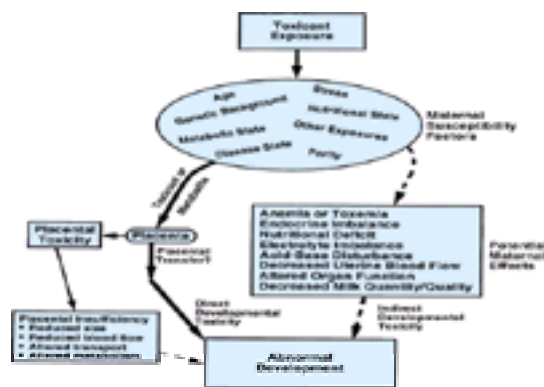 Toxicant
Exposure
Age
Stress
Genetic Background
Nutritional State
Metabolic State
Other Exposures
Disease State
Parity
Maternal
Susceptibility
Factors
Toxicant or
Metabolite
Placental
Toxicity
Placenta
Placental
Transfer?
Anemia or Toxemia
Endocrine Imbalance
Nutritional Deficit
Electrolyte Imbalance
Acid-Base Disturbance
Decreased Uterine Blood Flow
Altered Organ Function
Decreased Milk Quantity/Quality
Potential
Maternal
Effects
Direct
Developmental
Toxicity
Indirect
Developmental
Toxicity
Placental Insufficiency
• Reduced size
• Reduced blood flow
• Altered transport
• Altered metabolism
Abnormal
Development